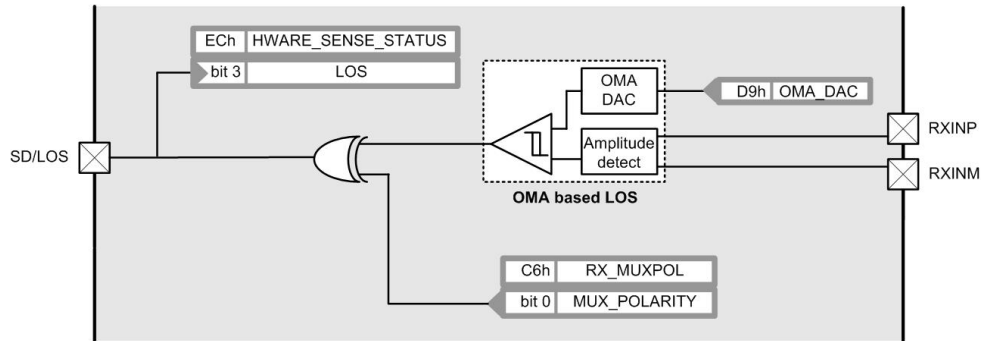 ECh HWARE_SENSE_STATUS
bit 3 LOS
OMA
DAC
D9h OMA_DAC
Amplitude
detect
RXINP
RXINM
SD/LOS
OMA based LOS
C6h RX_MUXPOL
bit 0 MUX_POLARITY